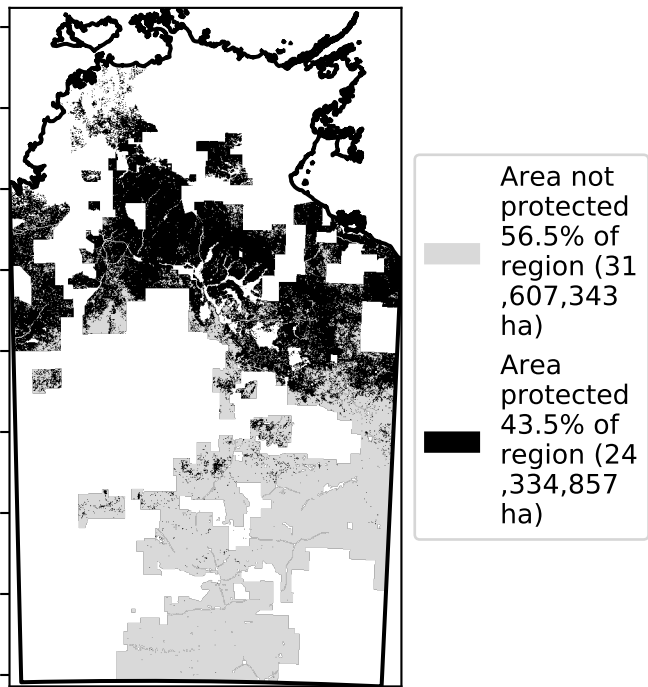 Area not
protected
56.5% of
region (31
,607,343
ha)
Area
protected
43.5% of
region (24
,334,857
ha)